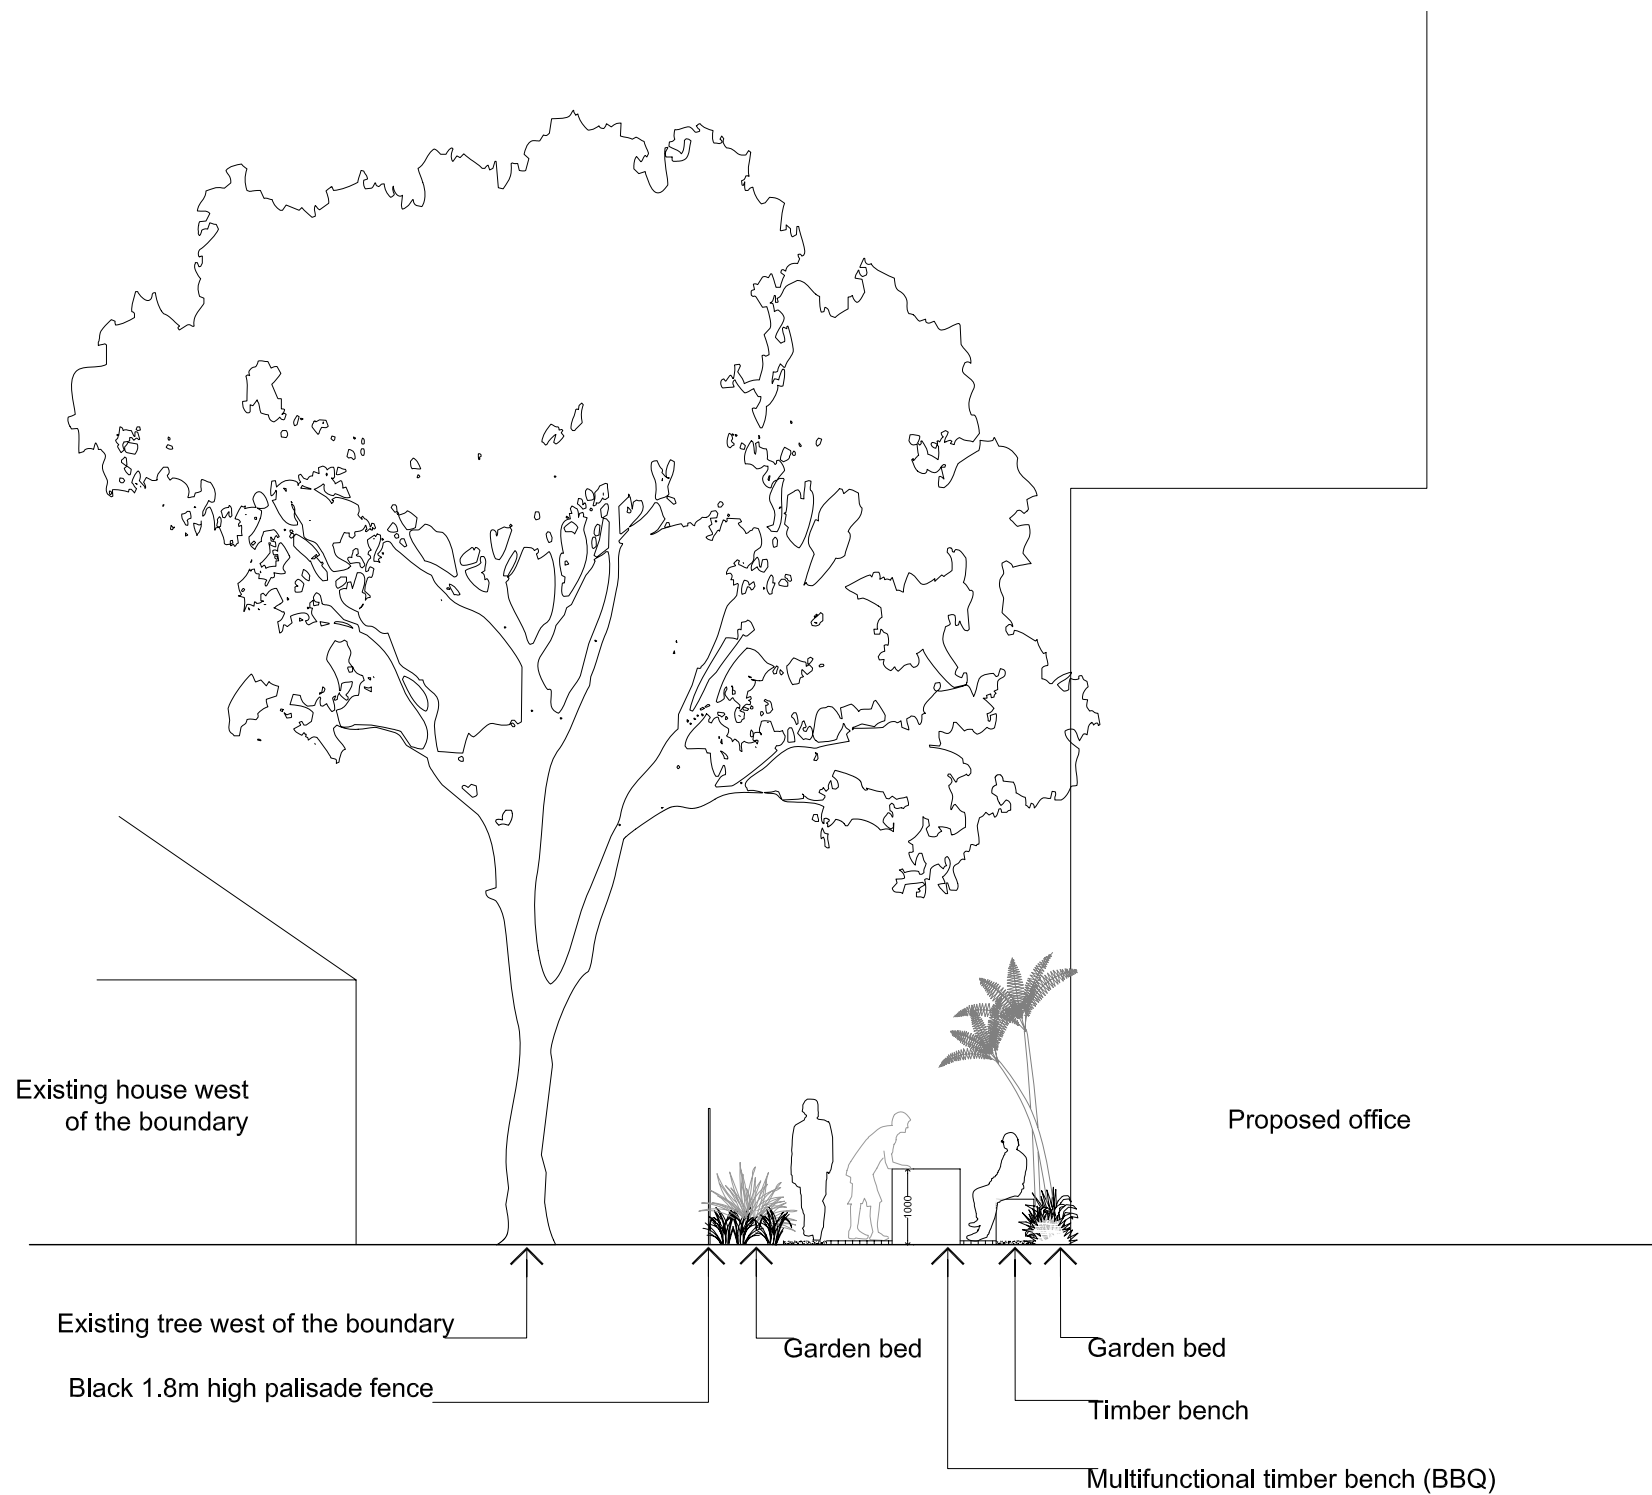 Existing house west
of the boundary
Proposed office
1000
Existing tree west of the boundary
Garden bed
Garden bed
Black 1.8m high palisade fence
Timber bench
Multifunctional timber bench (BBQ)